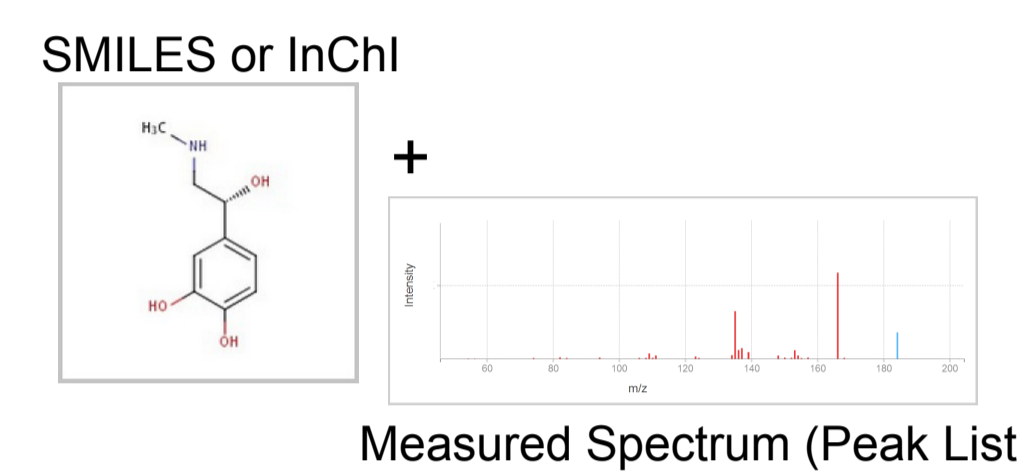 SMILES or InChI
H₃C
NH
OH
+
HO
OH
Intensity
60 80 100 120 140 160 180 200
m/z
Measured Spectrum (Peak List